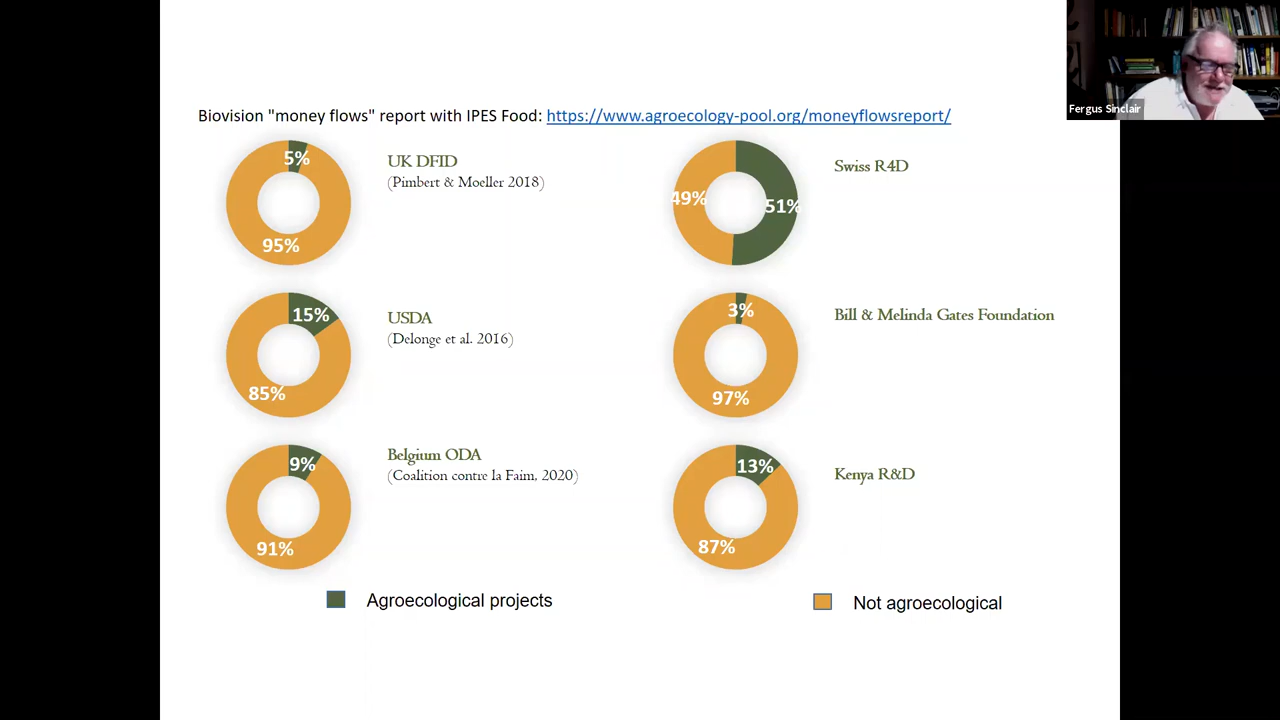 Biovision "money flows" report with IPES Food: https://www.agroecology-pool.org/moneyflowsreport/
Fergus Sinclair
5%
95%
UK DFID
(Pimbert & Moeller 2018)
49%
51%
Swiss R4D
15%
85%
USDA
(Delonge et al. 2016)
3%
97%
Bill & Melinda Gates Foundation
9%
91%
Belgium ODA
(Coalition contre la Faim, 2020)
13%
87%
Kenya R&D
Agroecological projects
Not agroecological